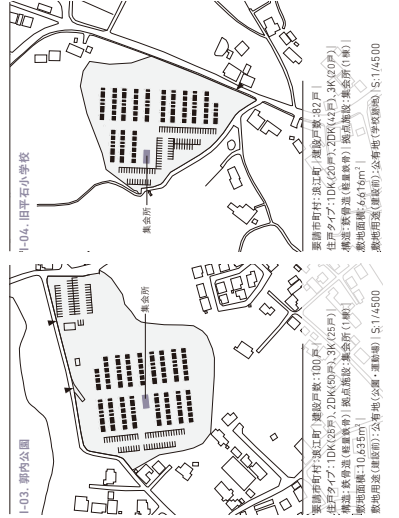 I-03. 郭内公園
集会所
要請市町村:浪江町│建設戸数:100戸│
住戸タイプ:1DK(25戸)、2DK(50戸)、3K(25戸)
構造:鉄骨造(軽量鉄骨)│拠点施設:集会所(1棟)│
敷地面積:10,635m²│
敷地用途(建設前):公有地(公園・運動場) S:1/4500
I-04. 旧平石小学校
集会所
要請市町村:浪江町│建設戸数:82戸│
住戸タイプ:1DK(20戸)、2DK(42戸)、3K(20戸)
構造:鉄骨造(軽量鉄骨)│拠点施設:集会所(1棟)│
敷地面積:6,616m²│
敷地用途(建設前):公有地(学校跡地)│S:1/4500